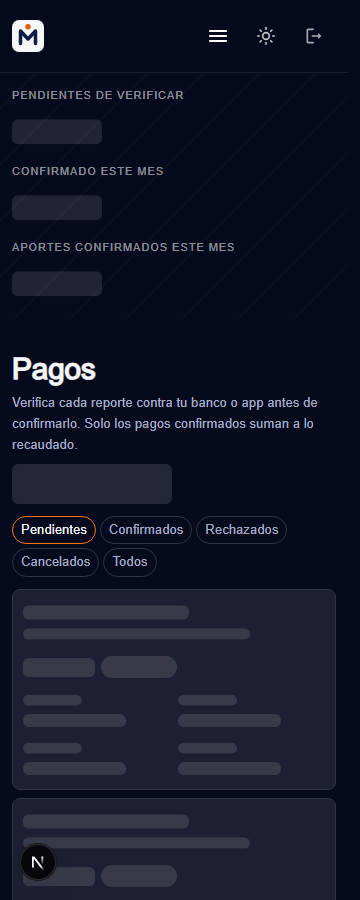 PENDIENTES DE VERIFICAR
CONFIRMADO ESTE MES
APORTES CONFIRMADOS ESTE MES
Pagos
Verifica cada reporte contra tu banco o app antes de
confirmarlo. Solo los pagos confirmados suman a lo
recaudado.
Pendientes Confirmados Rechazados
Cancelados Todos